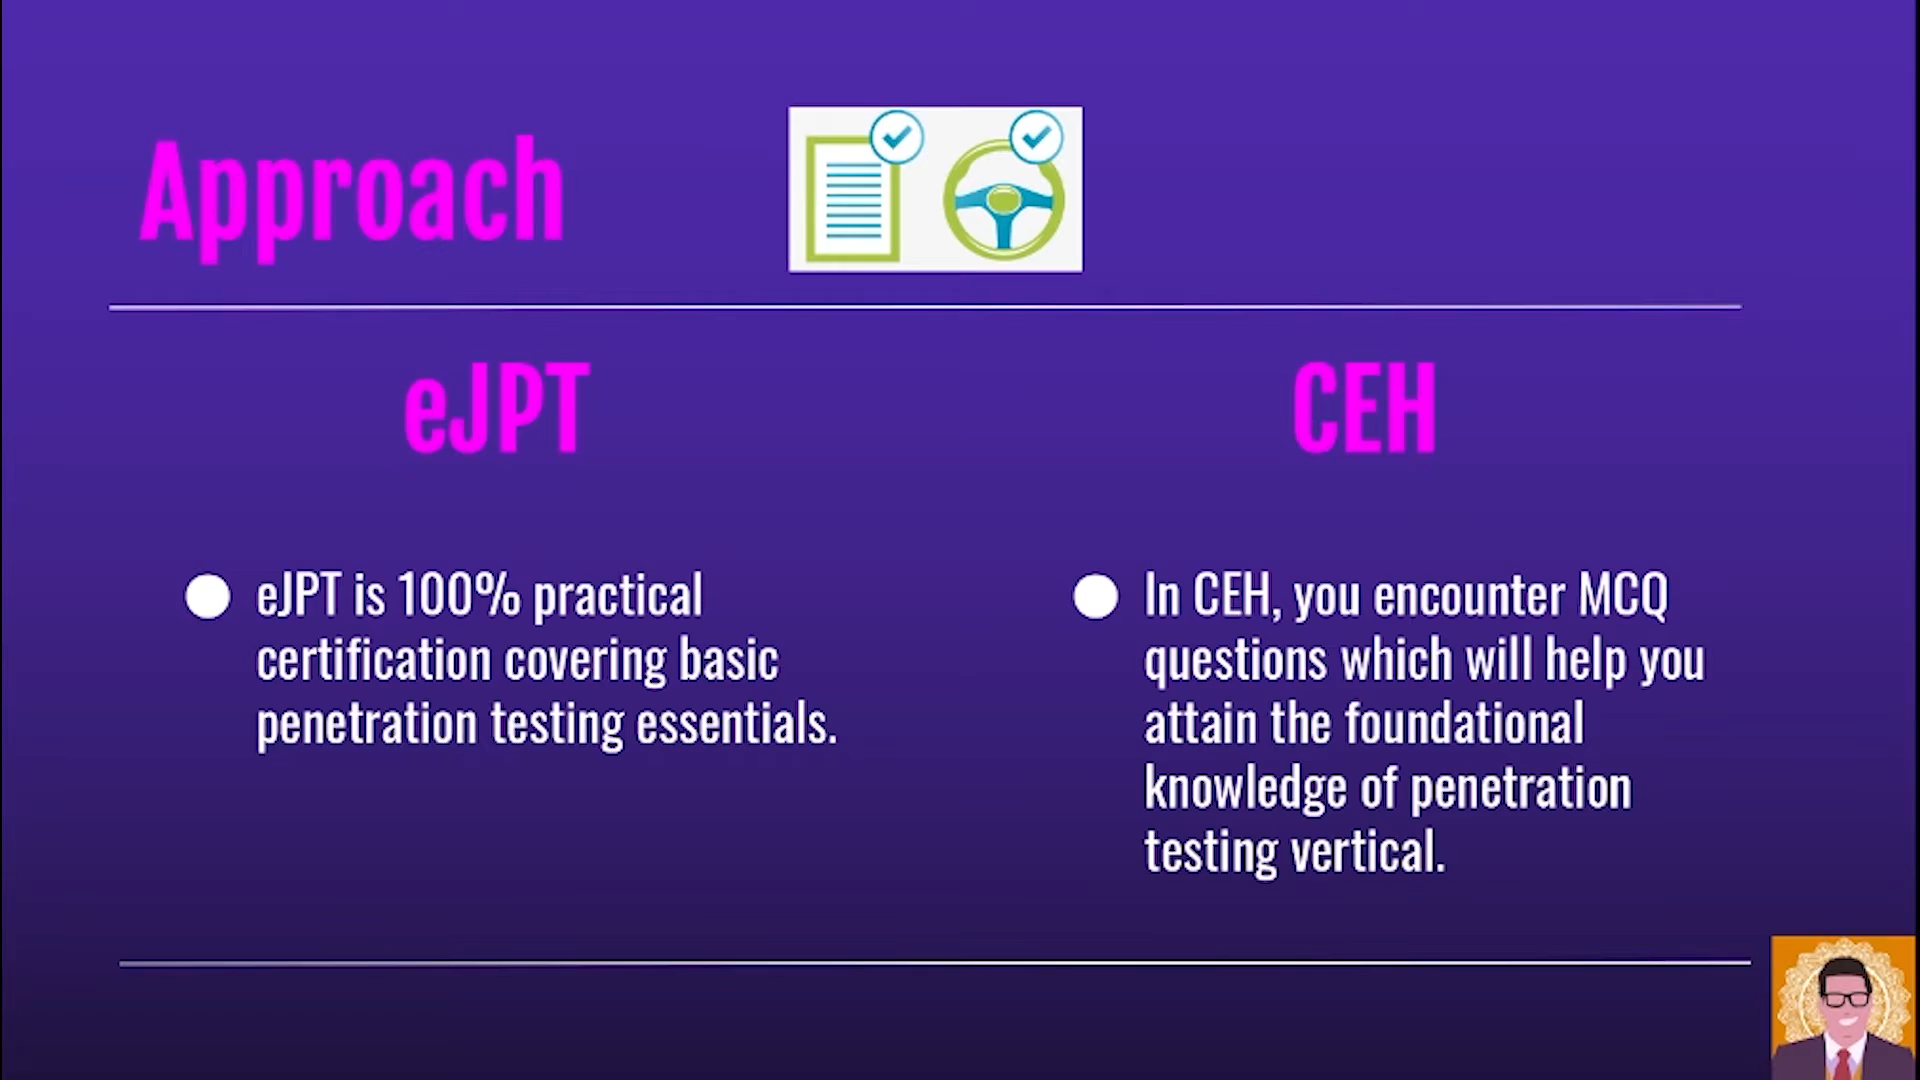 Approach
eJPT
CEH
eJPT is 100% practical
certification covering basic
penetration testing essentials.
In CEH, you encounter MCQ
questions which will help you
attain the foundational
knowledge of penetration
testing vertical.